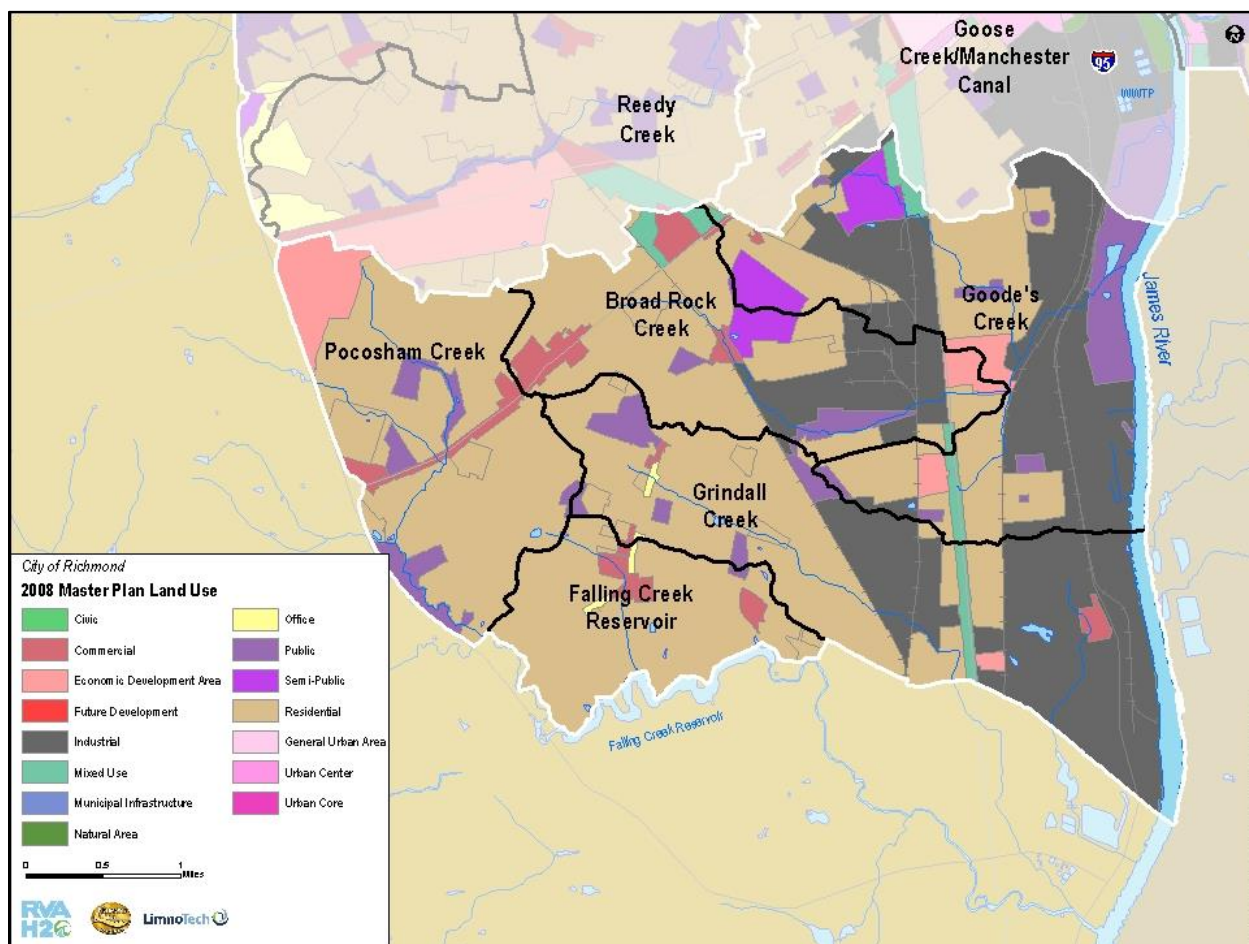 Goose
Creek/Manchester
Canal
95
N
WWTP
Reedy
Creek
James River
Broad Rock
Creek
Goode's
Creek
Pocosham Creek
Grindall
Creek
Falling Creek
Reservoir
Falling Creek Reservoir
City of Richmond
2008 Master Plan Land Use
Civic
Office
Commercial
Public
Economic Development Area
Semi-Public
Future Development
Residential
Industrial
General Urban Area
Mixed Use
Urban Center
Municipal Infrastructure
Urban Core
Natural Area
0 0.5 1
Miles
RVA
H2O
LimnoTech